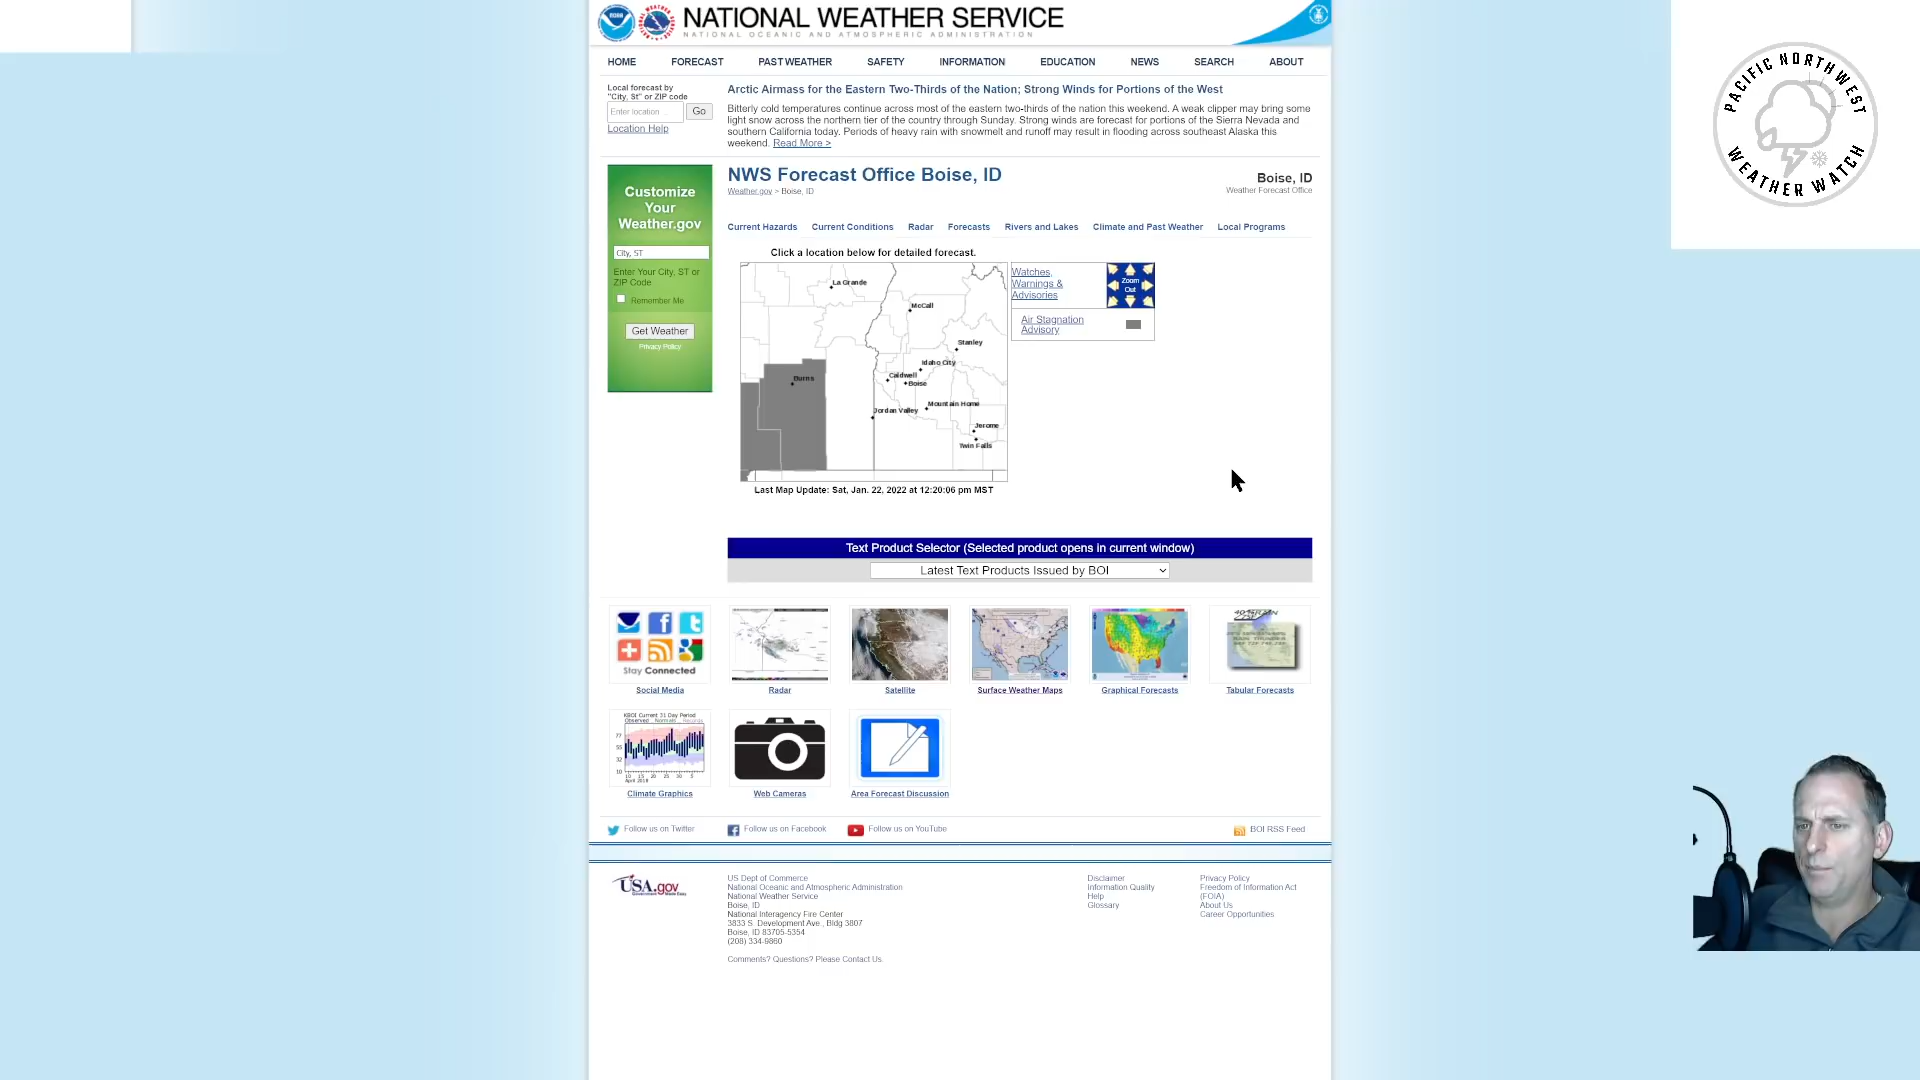 NATIONAL WEATHER SERVICE
NATIONAL OCEANIC AND ATMOSPHERIC ADMINISTRATION
PACIFIC NORTHWEST
WEATHER WATCH
HOME FORECAST PAST WEATHER SAFETY INFORMATION EDUCATION NEWS SEARCH ABOUT
Local forecast by
"City, St" or ZIP code
Enter location ...
Go
Location Help
Arctic Airmass for the Eastern Two-Thirds of the Nation; Strong Winds for Portions of the West
Bitterly cold temperatures continue across most of the eastern two-thirds of the nation this weekend. A weak clipper may bring some
light snow across the northern tier of the country through Sunday. Strong winds are forecast for portions of the Sierra Nevada and
southern California today. Periods of heavy rain with snowmelt and runoff may result in flooding across southeast Alaska this
weekend. Read More >
Customize
Your
Weather.gov
City, ST
Enter Your City, ST or
ZIP Code
Remember Me
Get Weather
Privacy Policy
NWS Forecast Office Boise, ID
Weather.gov > Boise, ID
Boise, ID
Weather Forecast Office
Current Hazards Current Conditions Radar Forecasts Rivers and Lakes Climate and Past Weather Local Programs
Click a location below for detailed forecast.
La Grande
McCall
Stanley
Idaho City
Burns
Caldwell
Boise
Mountain Home
Jordan Valley
Jerome
Twin Falls
Watches,
Warnings &
Advisories
Zoom
Out
Air Stagnation
Advisory
Last Map Update: Sat, Jan. 22, 2022 at 12:20:06 pm MST
Text Product Selector (Selected product opens in current window)
Latest Text Products Issued by BOI
Stay Connected
Social Media
Radar
Satellite
Surface Weather Maps
Graphical Forecasts
Tabular Forecasts
KBOI Current 31 Day Period
Observed Normals Records
Climate Graphics
Web Cameras
Area Forecast Discussion
Follow us on Twitter
Follow us on Facebook
Follow us on YouTube
BOI RSS Feed
USA.gov
US Dept of Commerce
National Oceanic and Atmospheric Administration
National Weather Service
Boise, ID
National Interagency Fire Center
3833 S. Development Ave., Bldg 3807
Boise, ID 83705-5354
(208) 334-9860
Comments? Questions? Please Contact Us.
Disclaimer
Information Quality
Help
Glossary
Privacy Policy
Freedom of Information Act
(FOIA)
About Us
Career Opportunities